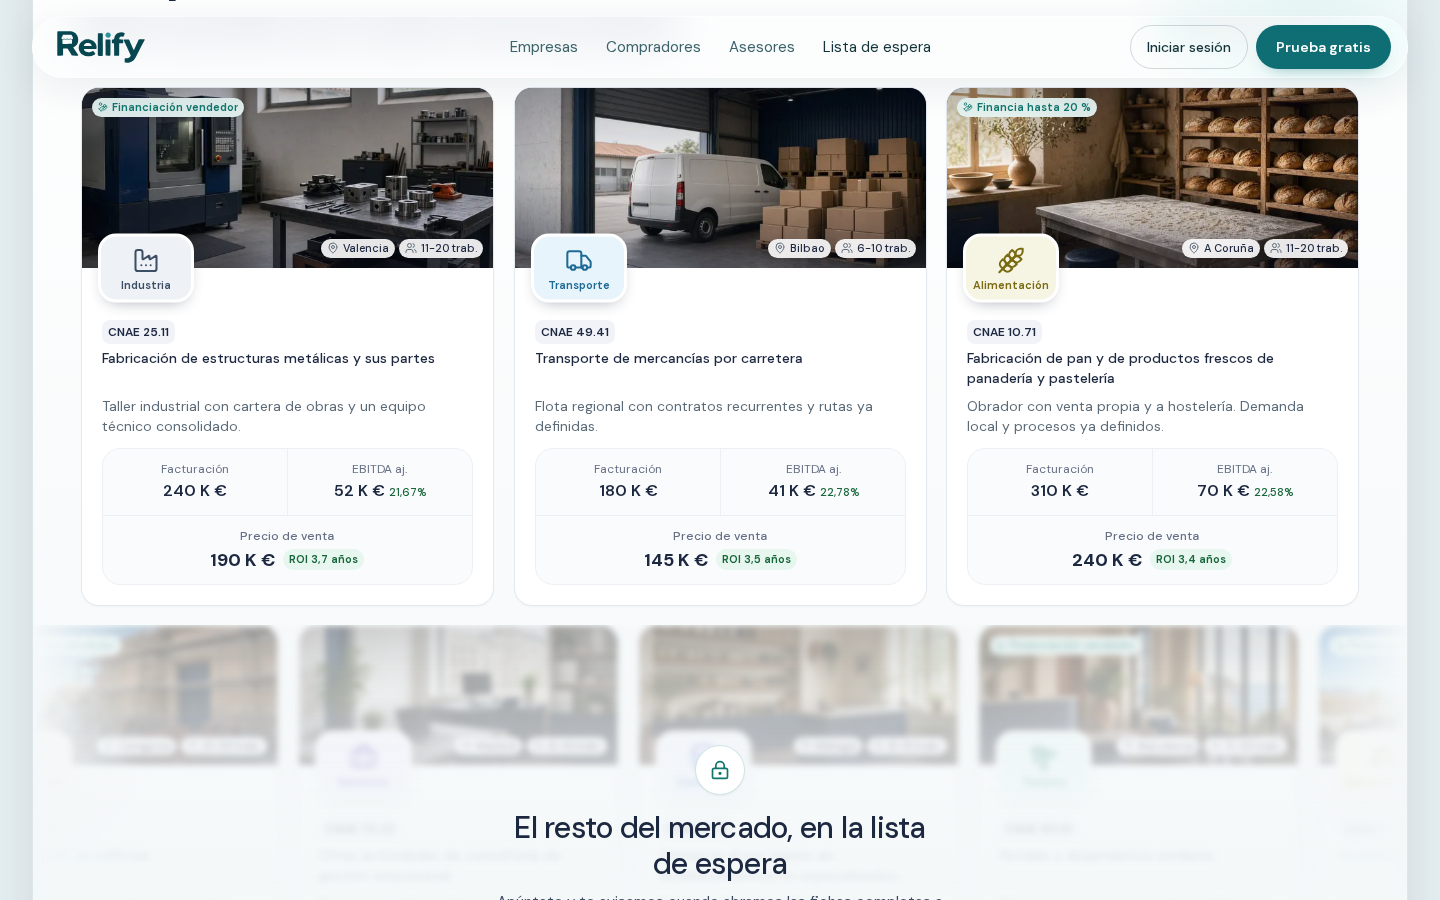 Relify
Empresas
Compradores
Asesores
Lista de espera
Iniciar sesión
Prueba gratis
Financiación vendedor
Valencia
11-20 trab.
Industria
CNAE 25.11
Fabricación de estructuras metálicas y sus partes
Taller industrial con cartera de obras y un equipo
técnico consolidado.
Facturación
240 K €
EBITDA aj.
52 K € 21,67%
Precio de venta
190 K € ROI 3,7 años
Bilbao
6-10 trab.
Transporte
CNAE 49.41
Transporte de mercancías por carretera
Flota regional con contratos recurrentes y rutas ya
definidas.
Facturación
180 K €
EBITDA aj.
41 K € 22,78%
Precio de venta
145 K € ROI 3,5 años
Financia hasta 20 %
A Coruña
11-20 trab.
Alimentación
CNAE 10.71
Fabricación de pan y de productos frescos de
panadería y pastelería
Obrador con venta propia y a hostelería. Demanda
local y procesos ya definidos.
Facturación
310 K €
EBITDA aj.
70 K € 22,58%
Precio de venta
240 K € ROI 3,4 años
El resto del mercado, en la lista
de espera